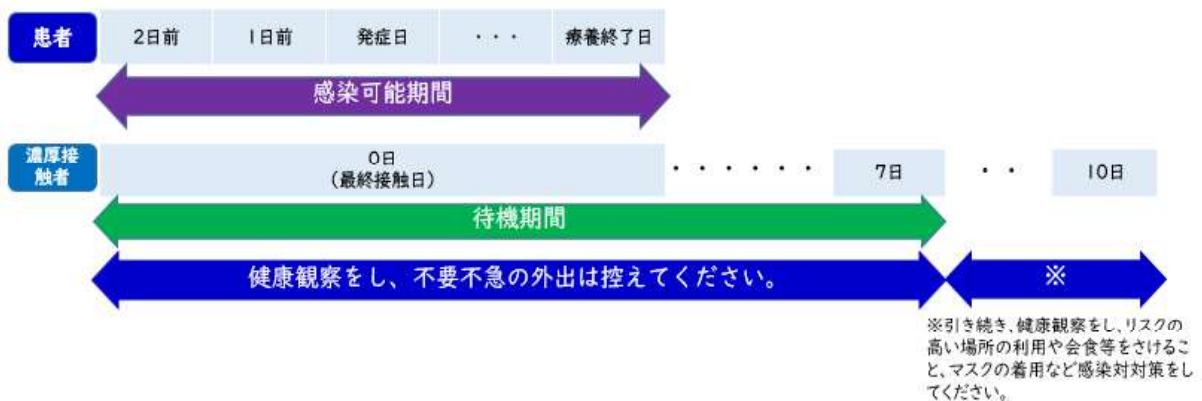 患者
2日前
1日前
発症日
・・・
療養終了日
感染可能期間
濃厚接
触者
0日
(最終接触日)
・・・・・・
7日
・・
10日
待機期間
健康観察をし、不要不急の外出は控えてください。
※
※引き続き、健康観察をし、リスクの
高い場所の利用や会食等をさけるこ
と、マスクの着用など感染対対策をし
てください。